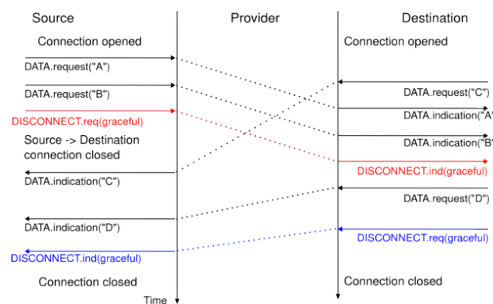 Source
Provider
Destination
Connection opened
Connection opened
DATA.request("A")
DATA.request("C")
DATA.request("B")
DATA.indication("A"
DISCONNECT.req(graceful)
DATA.indication("B"
Source -> Destination
connection closed
DISCONNECT.ind(graceful)
DATA.indication("C")
DATA.request("D")
DATA.indication("D")
DISCONNECT.req(graceful)
DISCONNECT.ind(graceful)
Connection closed
Connection closed
Time